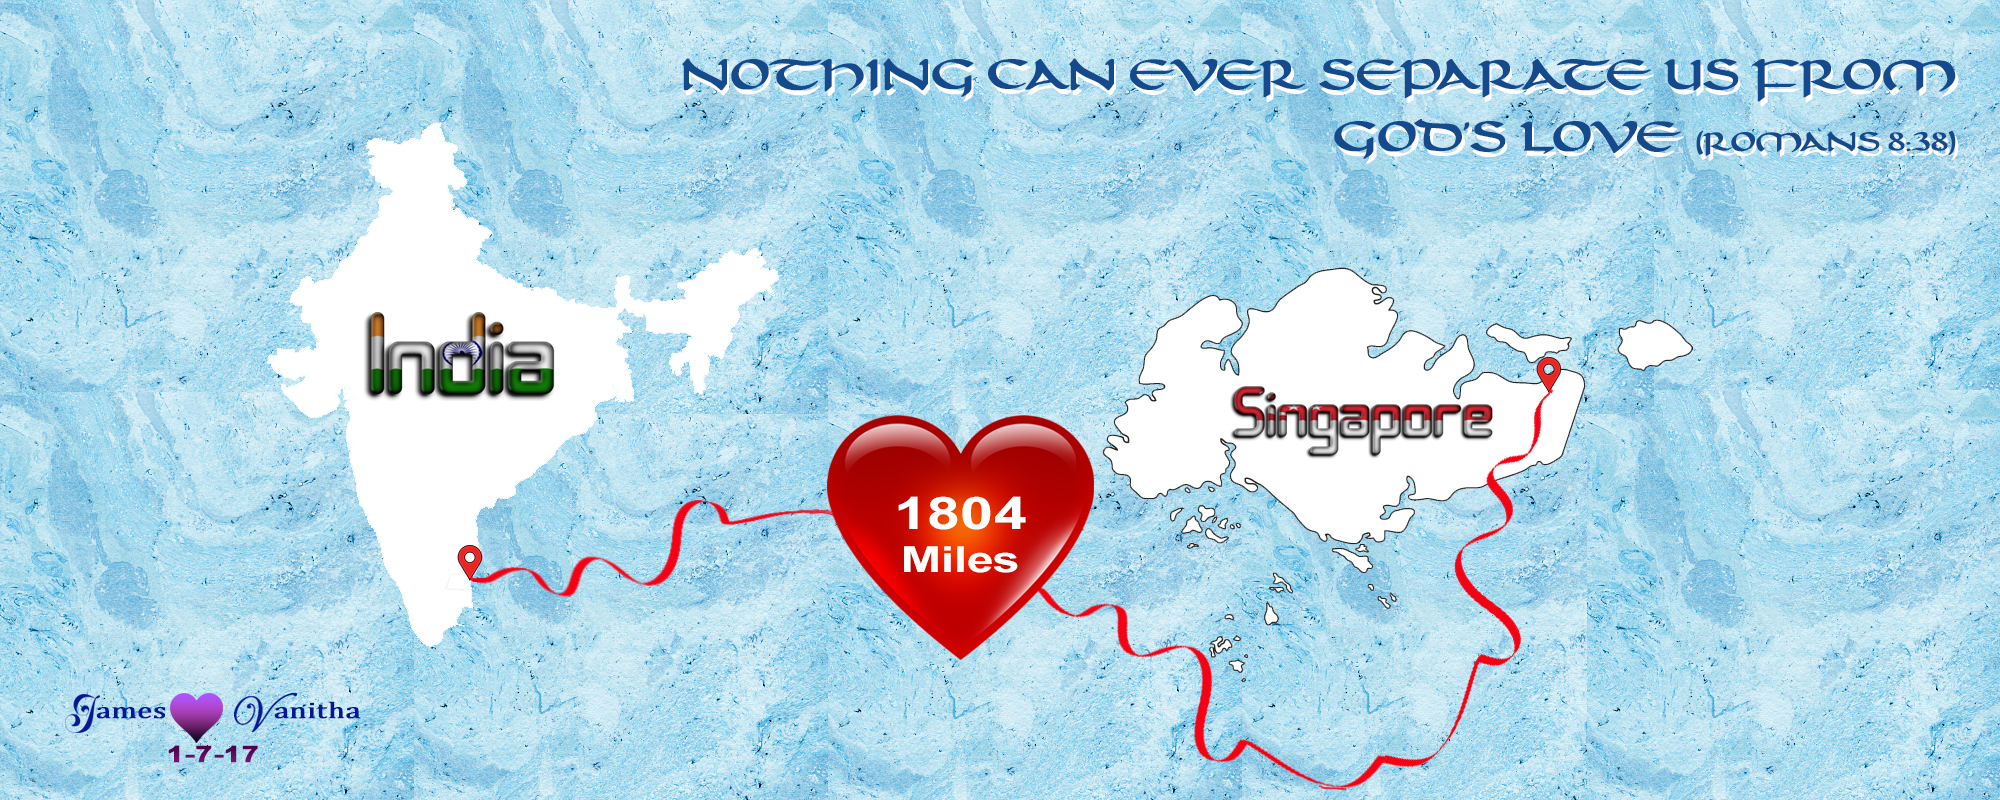 NOTHING CAN EVER SEPARATE US FROM
GOD'S LOVE (ROMANS 8:38)
India
Singapore
1804
Miles
James Vanitha
1-7-17